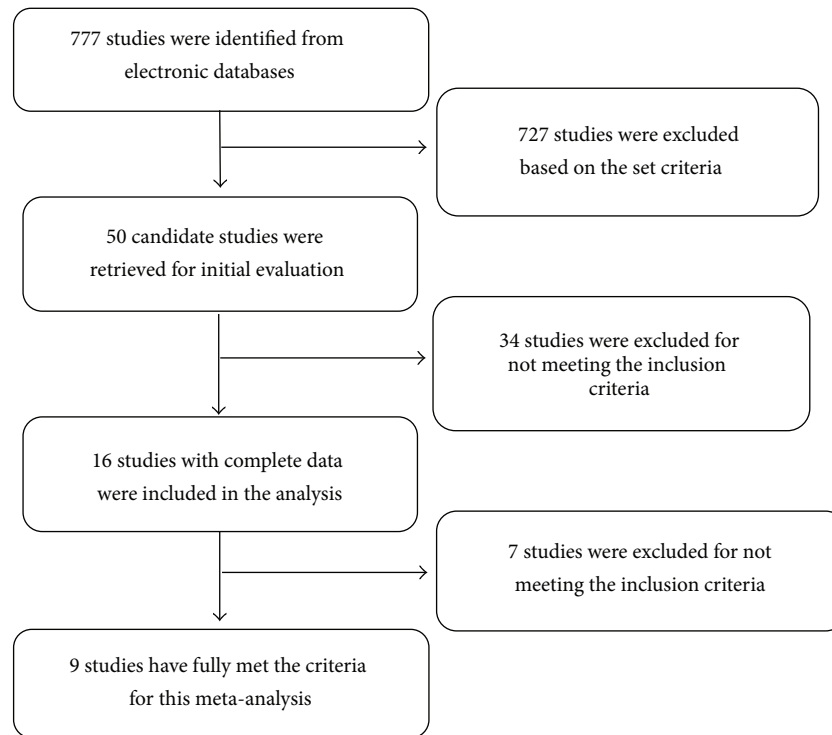 777 studies were identified from
electronic databases
727 studies were excluded
based on the set criteria
50 candidate studies were
retrieved for initial evaluation
34 studies were excluded for
not meeting the inclusion
criteria
16 studies with complete data
were included in the analysis
7 studies were excluded for not
meeting the inclusion criteria
9 studies have fully met the criteria
for this meta-analysis